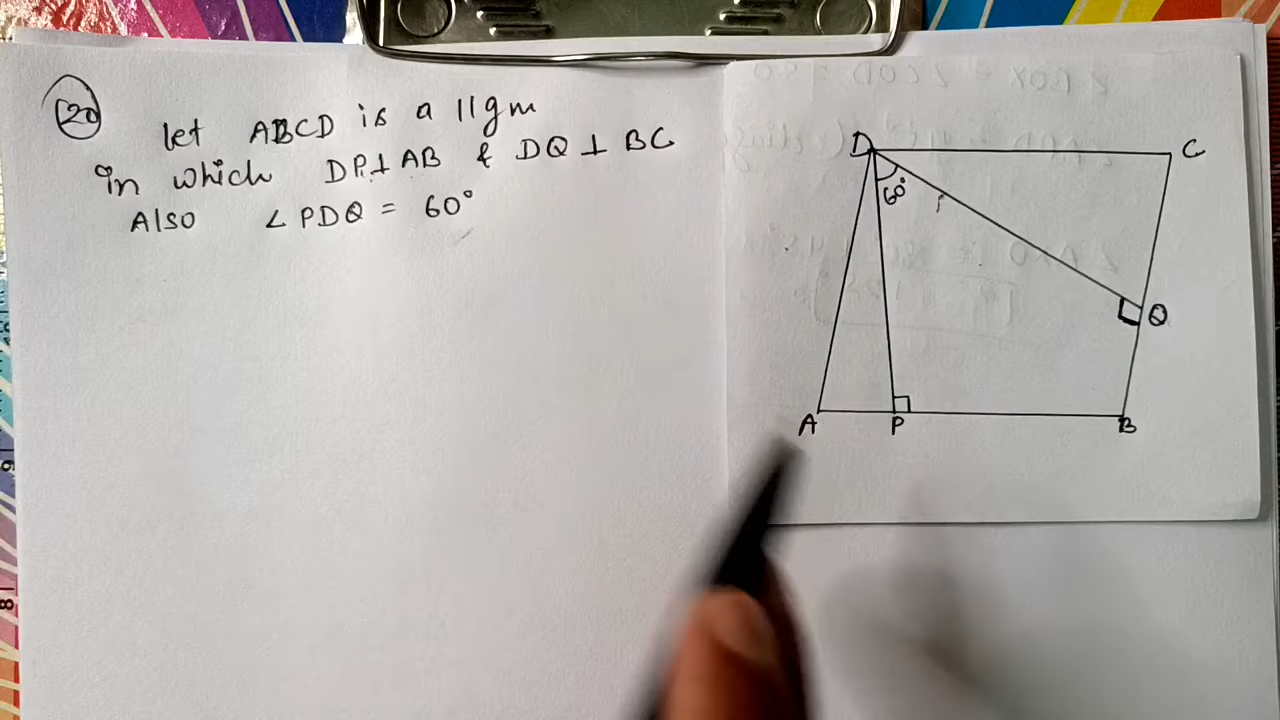 20
let ABCD is a ||gm
in which DP⊥AB & DQ⊥BC
Also ∠PDQ = 60°
D
C
60°
Q
A
P
B